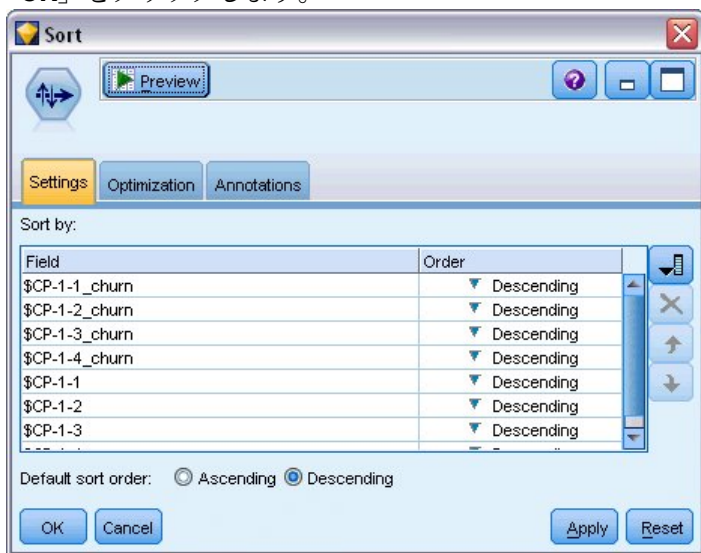 Sort
Preview
Settings Optimization Annotations
Sort by:
Field Order
$CP-1-1_churn Descending
$CP-1-2_churn Descending
$CP-1-3_churn Descending
$CP-1-4_churn Descending
$CP-1-1 Descending
$CP-1-2 Descending
$CP-1-3 Descending
Default sort order: Ascending Descending
OK Cancel Apply Reset